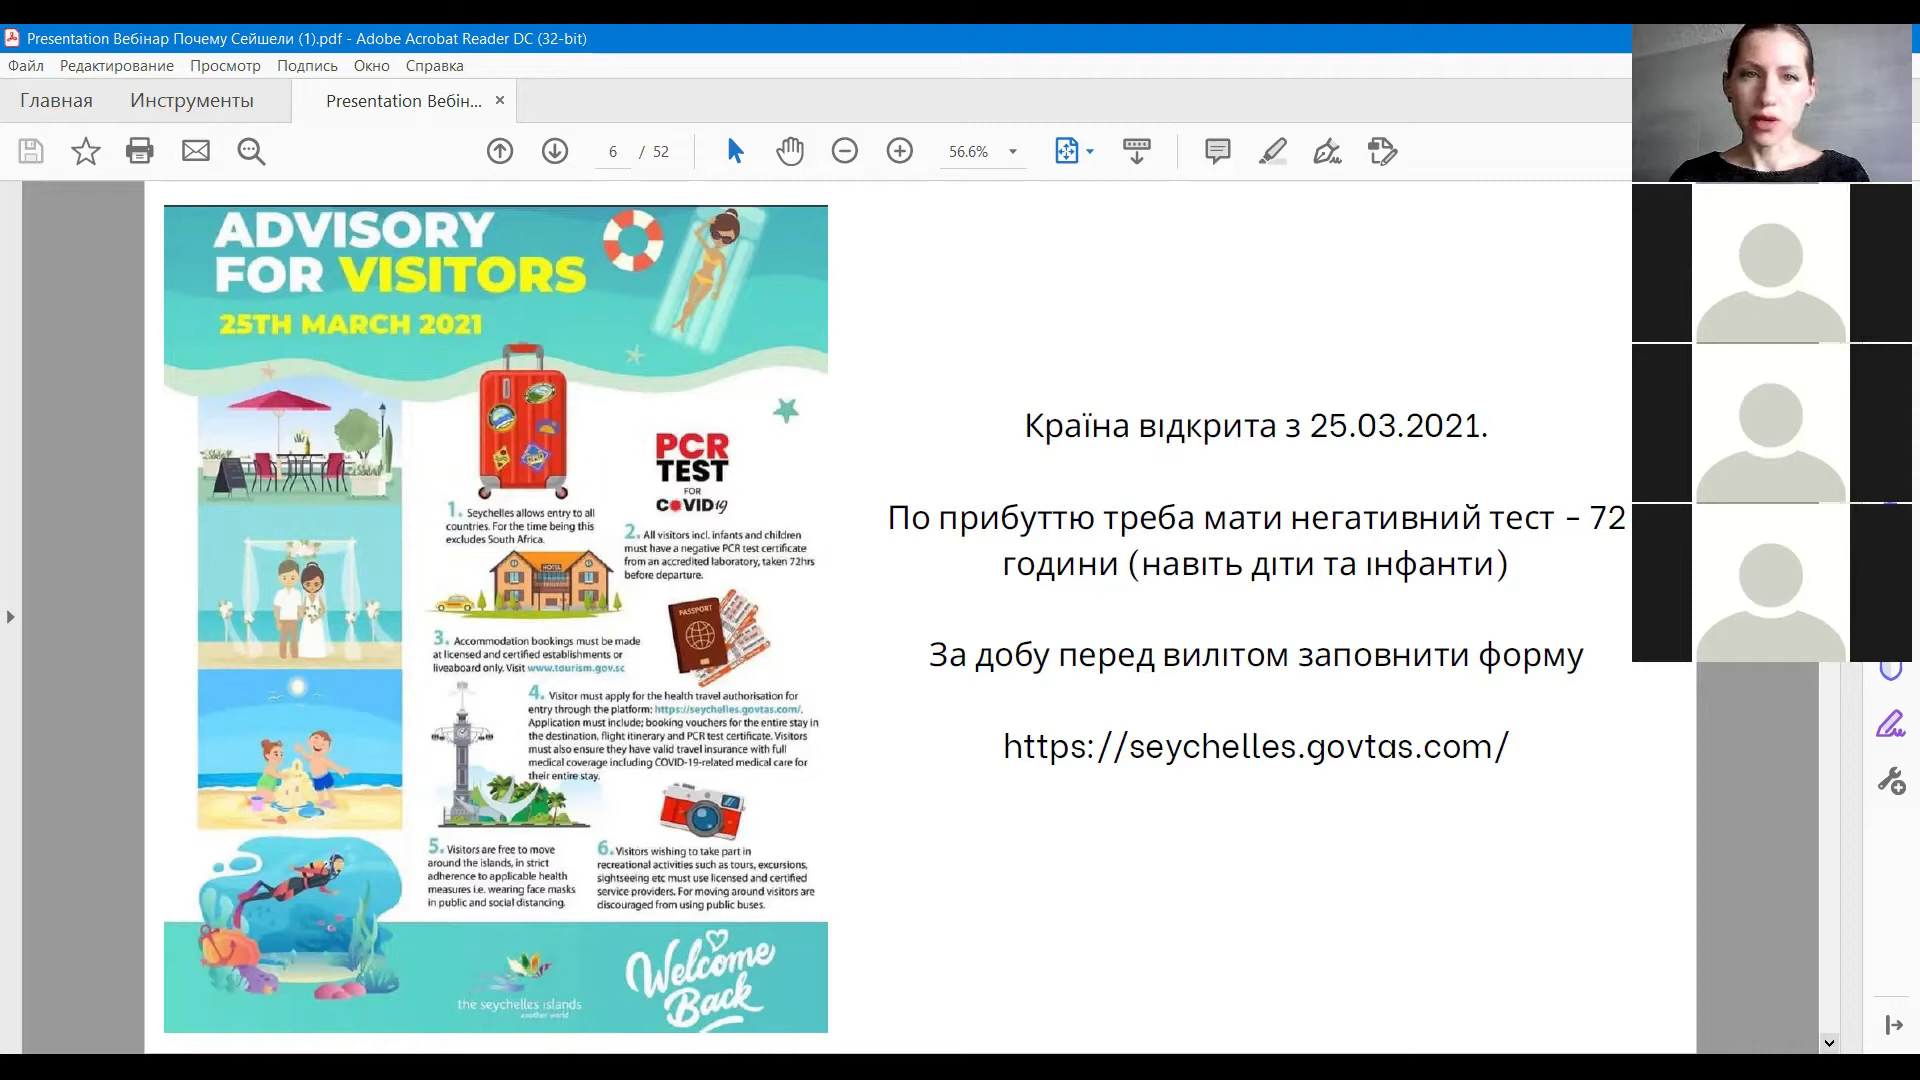 Presentation Вебінар Почему Сейшели (1).pdf - Adobe Acrobat Reader DC (32-bit)
Файл Редактирование Просмотр Подпись Окно Справка
Главная Инструменты Presentation Вебін... ×
6 / 52 56.6%
ADVISORY
FOR VISITORS
25TH MARCH 2021
PCR
TEST
FOR
COVID19
1. Seychelles allows entry to all
countries. For the time being this
excludes South Africa.
2. All visitors incl. infants and children
must have a negative PCR test certificate
from an accredited laboratory, taken 72hrs
before departure.
HOTEL
PASSPORT
3. Accommodation bookings must be made
at licensed and certified establishments or
liveaboard only. Visit www.tourism.gov.sc
4. Visitor must apply for the health travel authorisation for
entry through the platform: https://seychelles.govtas.com/.
Application must include; booking vouchers for the entire stay in
the destination, flight itinerary and PCR test certificate. Visitors
must also ensure they have valid travel insurance with full
medical coverage including COVID-19-related medical care for
their entire stay.
5. Visitors are free to move
around the islands, in strict
adherence to applicable health
measures i.e. wearing face masks
in public and social distancing.
6. Visitors wishing to take part in
recreational activities such as tours, excursions,
sightseeing etc must use licensed and certified
service providers. For moving around visitors are
discouraged from using public buses.
the seychelles islands
another world
Welcome
Back
Країна відкрита з 25.03.2021.
По прибуттю треба мати негативний тест – 72
години (навіть діти та інфанти)
За добу перед вилітом заповнити форму
https://seychelles.govtas.com/